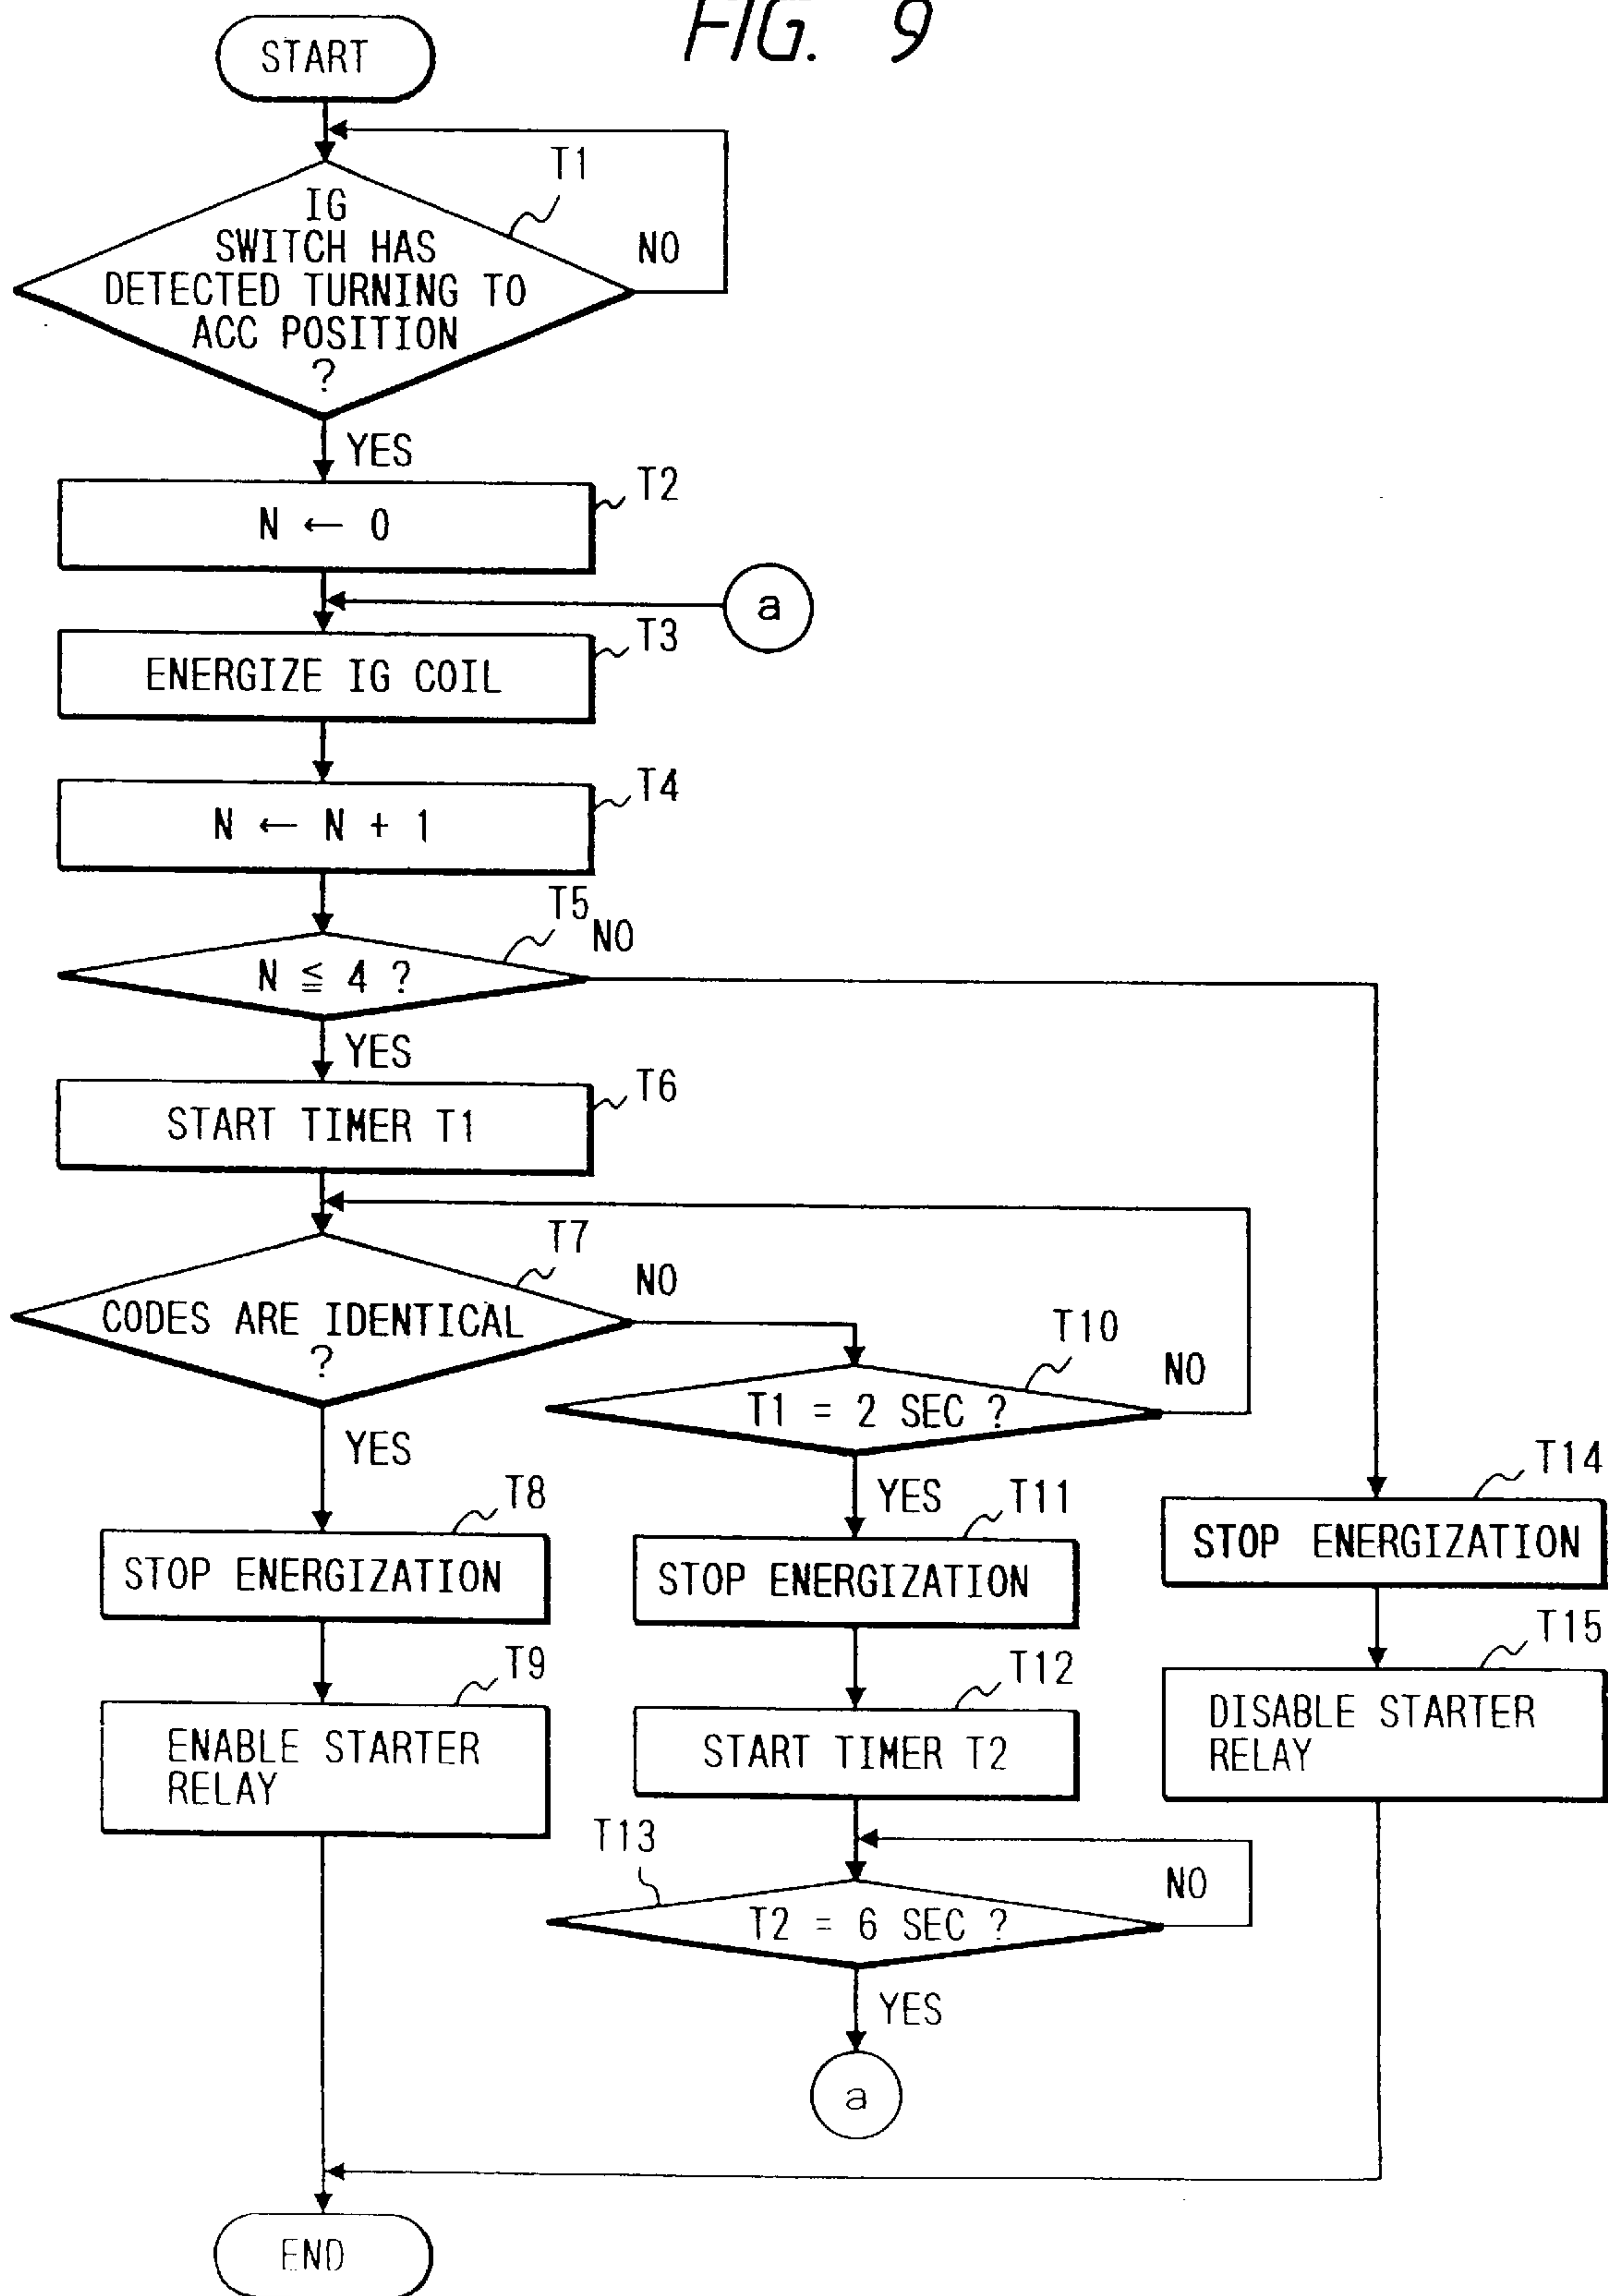 FIG. 9
START
T1
IG
SWITCH HAS
DETECTED TURNING TO
ACC POSITION
?
NO
YES
T2
N ← 0
a
T3
ENERGIZE IG COIL
T4
N ← N + 1
T5
NO
N ≦ 4 ?
YES
T6
START TIMER T1
T7
NO
CODES ARE IDENTICAL
?
YES
T10
NO
T1 = 2 SEC ?
YES
T8
STOP ENERGIZATION
T9
ENABLE STARTER
RELAY
T11
STOP ENERGIZATION
T12
START TIMER T2
T13
NO
T2 = 6 SEC ?
YES
a
T14
STOP ENERGIZATION
T15
DISABLE STARTER
RELAY
END